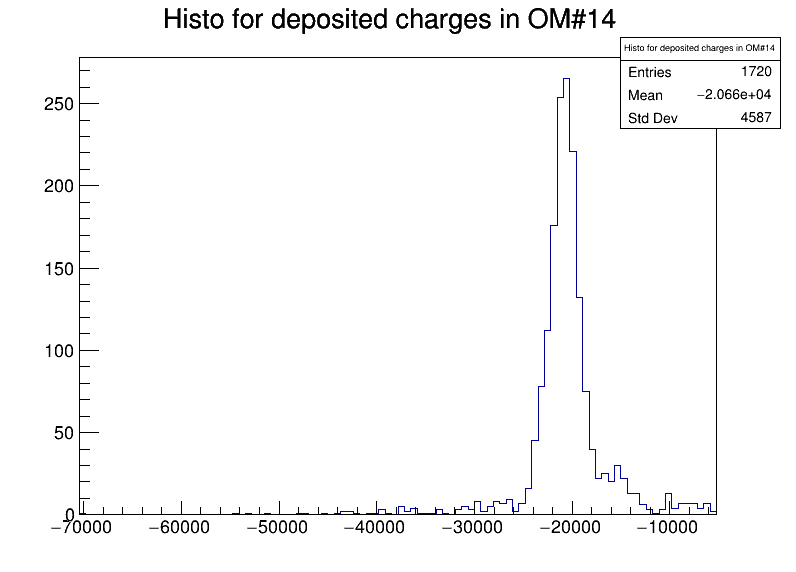 Histo for deposited charges in OM#14
Histo for deposited charges in OM#14
Entries 1720
Mean −2.066e+04
Std Dev 4587
250
200
150
100
50
0
−70000 −60000 −50000 −40000 −30000 −20000 −10000